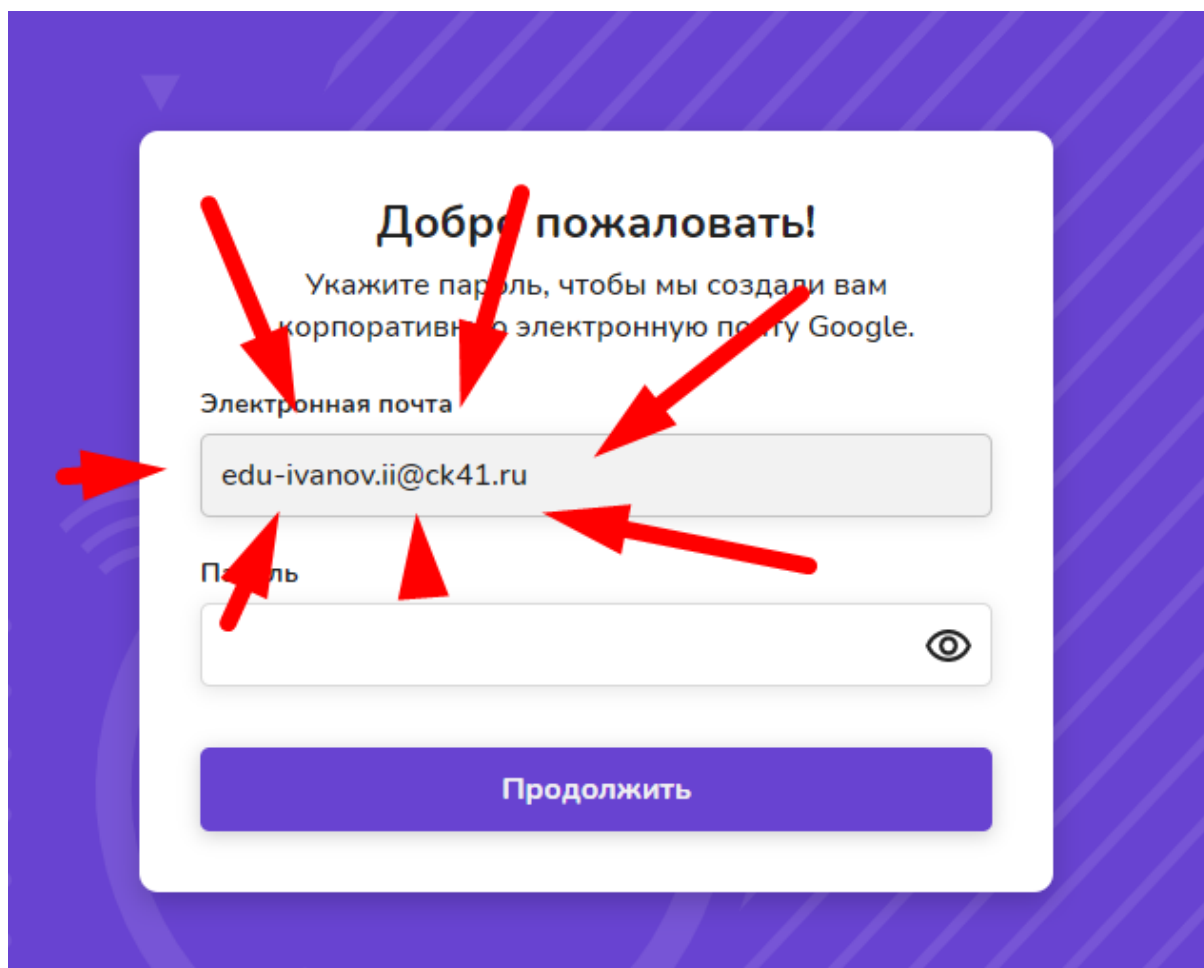 Добро пожаловать!
Укажите пароль, чтобы мы создали вам
корпоративную электронную почту Google.
Электронная почта
edu-ivanov.ii@ck41.ru
Пароль
Продолжить